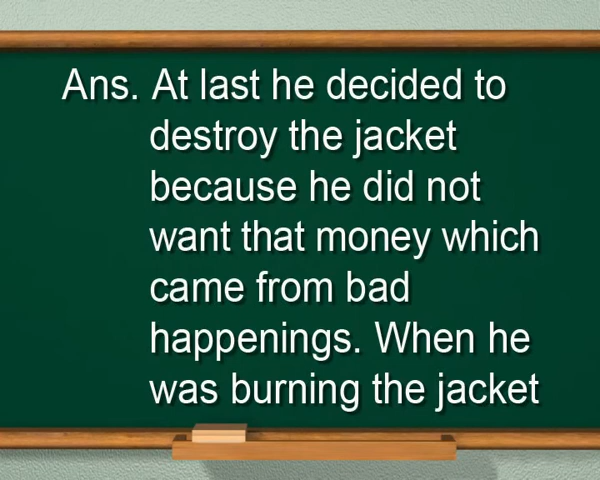 Ans. At last he decided to
destroy the jacket
because he did not
want that money which
came from bad
happenings. When he
was burning the jacket